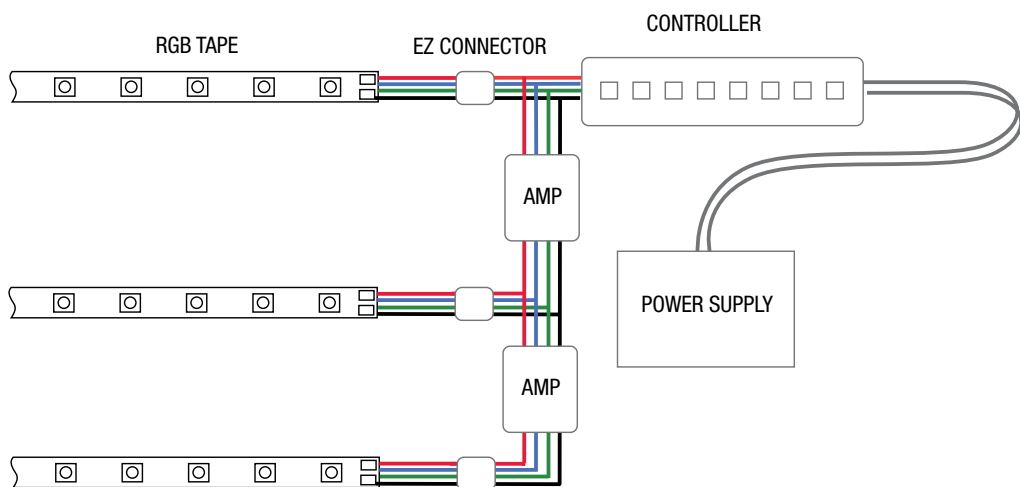 CONTROLLER
RGB TAPE
EZ CONNECTOR
AMP
POWER SUPPLY
AMP